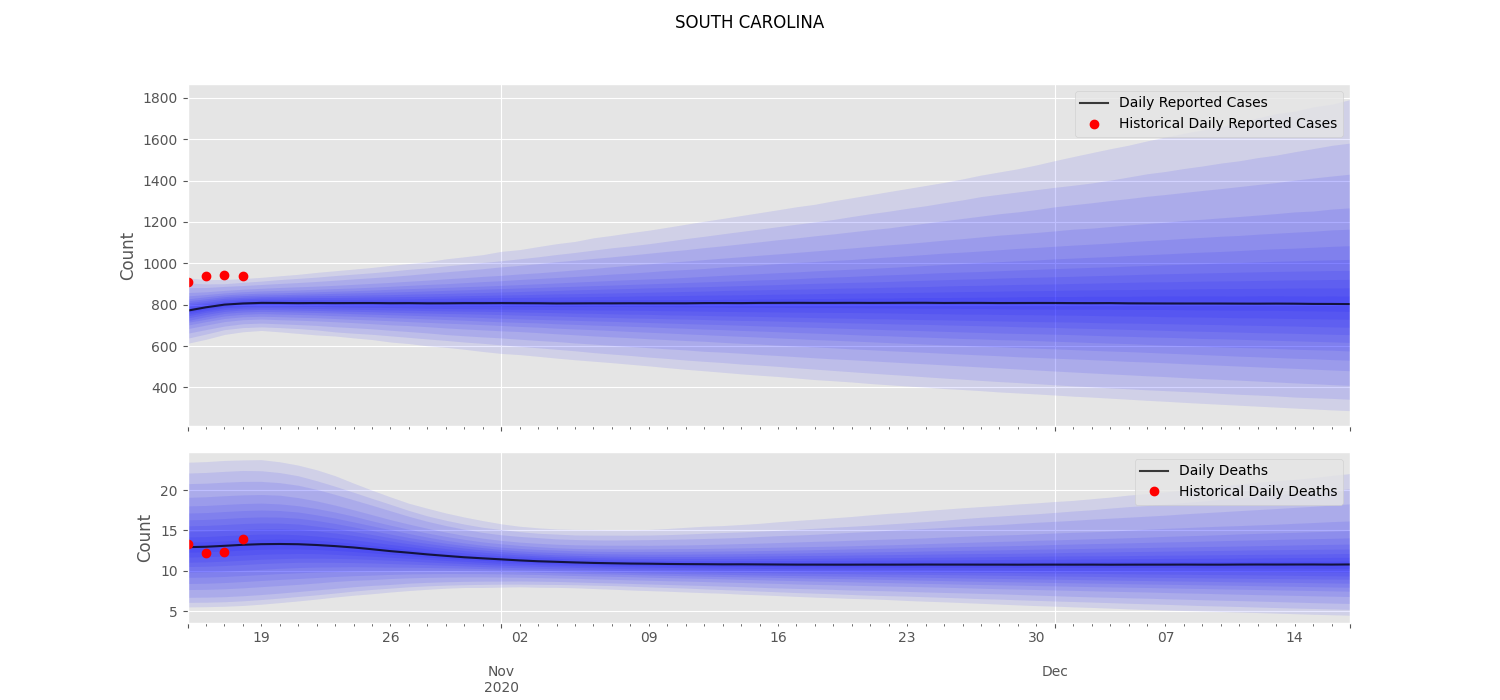 SOUTH CAROLINA
1800
1600
1400
1200
1000
800
600
400
Count
Daily Reported Cases
Historical Daily Reported Cases
20
15
10
5
Count
Daily Deaths
Historical Daily Deaths
19 26 02 09 16 23 30 07 14
Nov Dec
2020